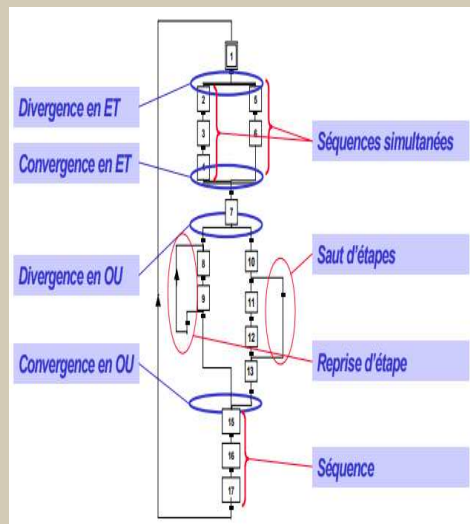 1
Divergence en ET
2
5
3
6
Séquences simultanées
Convergence en ET
4
7
Divergence en OU
8
10
Saut d'étapes
9
11
12
Reprise d'étape
Convergence en OU
13
15
16
Séquence
17